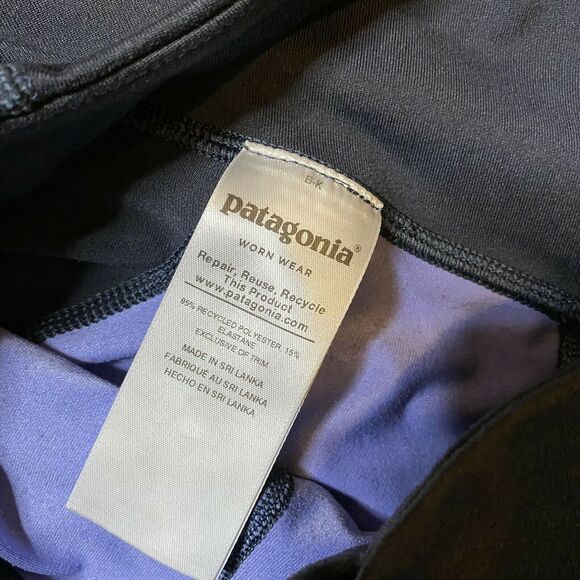 B-K
patagonia®
WORN WEAR
Repair, Reuse, Recycle
This Product
www.patagonia.com
85% RECYCLED POLYESTER, 15%
ELASTANE
EXCLUSIVE OF TRIM
MADE IN SRI LANKA
FABRIQUÉ AU SRI LANKA
HECHO EN SRI LANKA